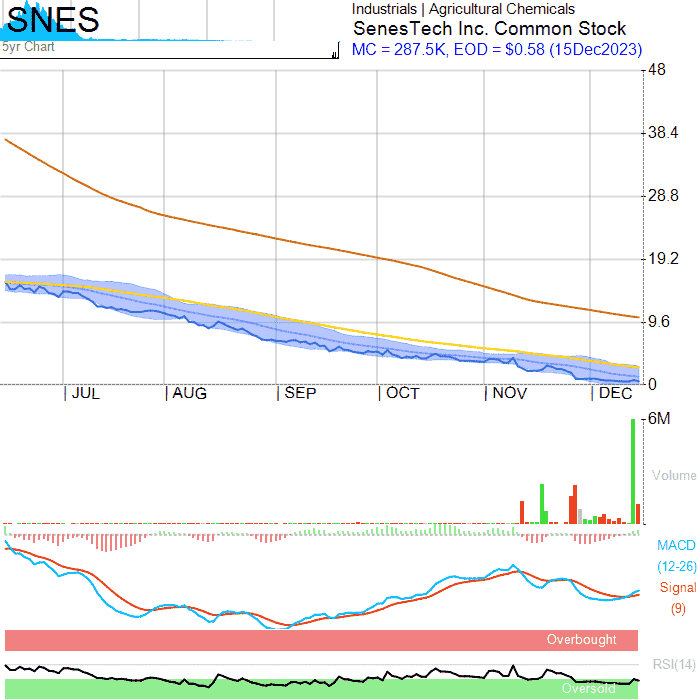 SNES
5yr Chart
Industrials | Agricultural Chemicals
SenesTech Inc. Common Stock
MC = 287.5K, EOD = $0.58 (15Dec2023)
48
38.4
28.8
19.2
9.6
0
JUL
AUG
SEP
OCT
NOV
DEC
6M
Volume
MACD
(12-26)
Signal
(9)
Overbought
RSI(14)
Oversold